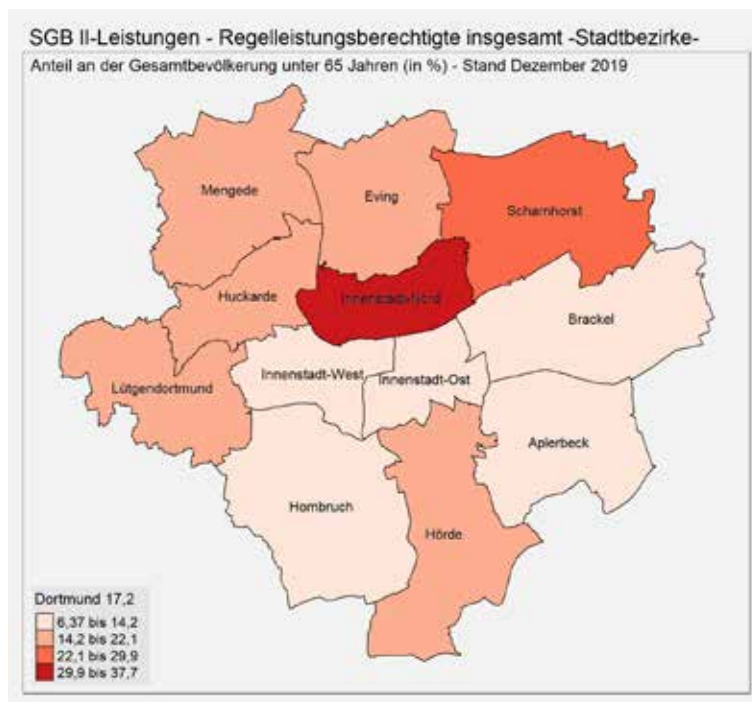 SGB II-Leistungen - Regelleistungsberechtigte insgesamt -Stadtbezirke-
Anteil an der Gesamtbevölkerung unter 65 Jahren (in %) - Stand Dezember 2019
Mengede
Eving
Scharnhorst
Huckarde
Innenstadt-Nord
Brackel
Innenstadt-West
Innenstadt-Ost
Lütgendortmund
Aplerbeck
Hombruch
Hörde
Dortmund 17,2
6,37 bis 14,2
14,2 bis 22,1
22,1 bis 29,9
29,9 bis 37,7